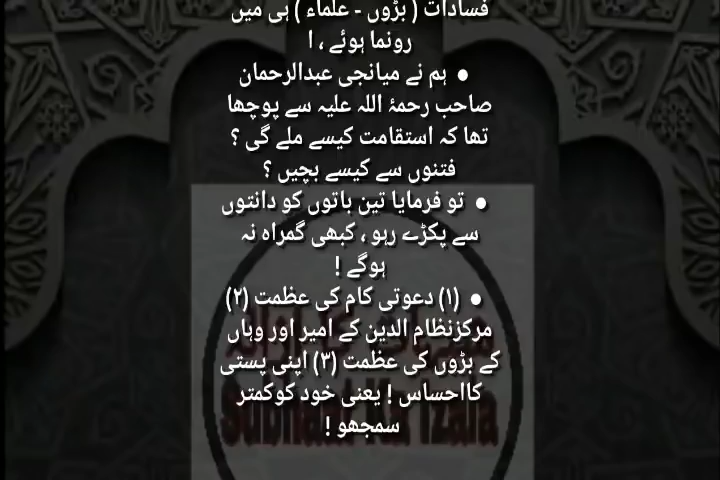 فسادات ( بڑوں - علماء ) ہی میں
رونما ہوئے ، ا
● ہم نے میانجی عبدالرحمان
صاحب رحمۂ اللہ علیہ سے پوچھا
تھا کہ استقامت کیسے ملے گی ؟
فتنوں سے کیسے بچیں ؟
● تو فرمایا تین باتوں کو دانتوں
سے پکڑے رہو ، کبھی گمراہ نہ
ہوگے !
● (۱) دعوتی کام کی عظمت (۲)
مرکزنظام الدین کے امیر اور وہاں
کے بڑوں کی عظمت (۳) اپنی پستی
کااحساس ! یعنی خود کوکمتر
سمجھو !
Ka Izala